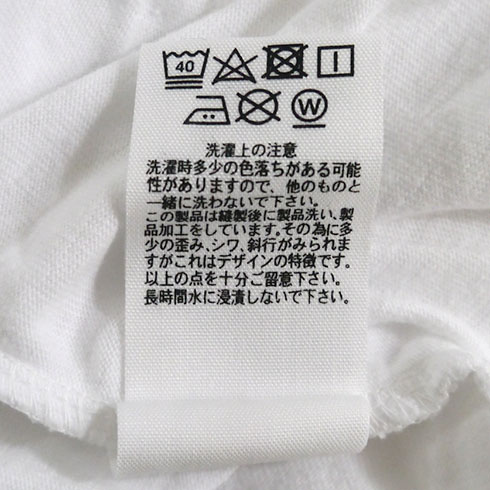 40
W
洗濯上の注意
洗濯時多少の色落ちがある可能
性がありますので、他のものと
一緒に洗わないで下さい。
この製品は縫製後に製品洗い、製
品加工をしています。その為に多
少の歪み、シワ、斜行がみられま
すがこれはデザインの特徴です.
以上の点を十分ご留意下さい.
長時間水に浸漬しないで下さい.